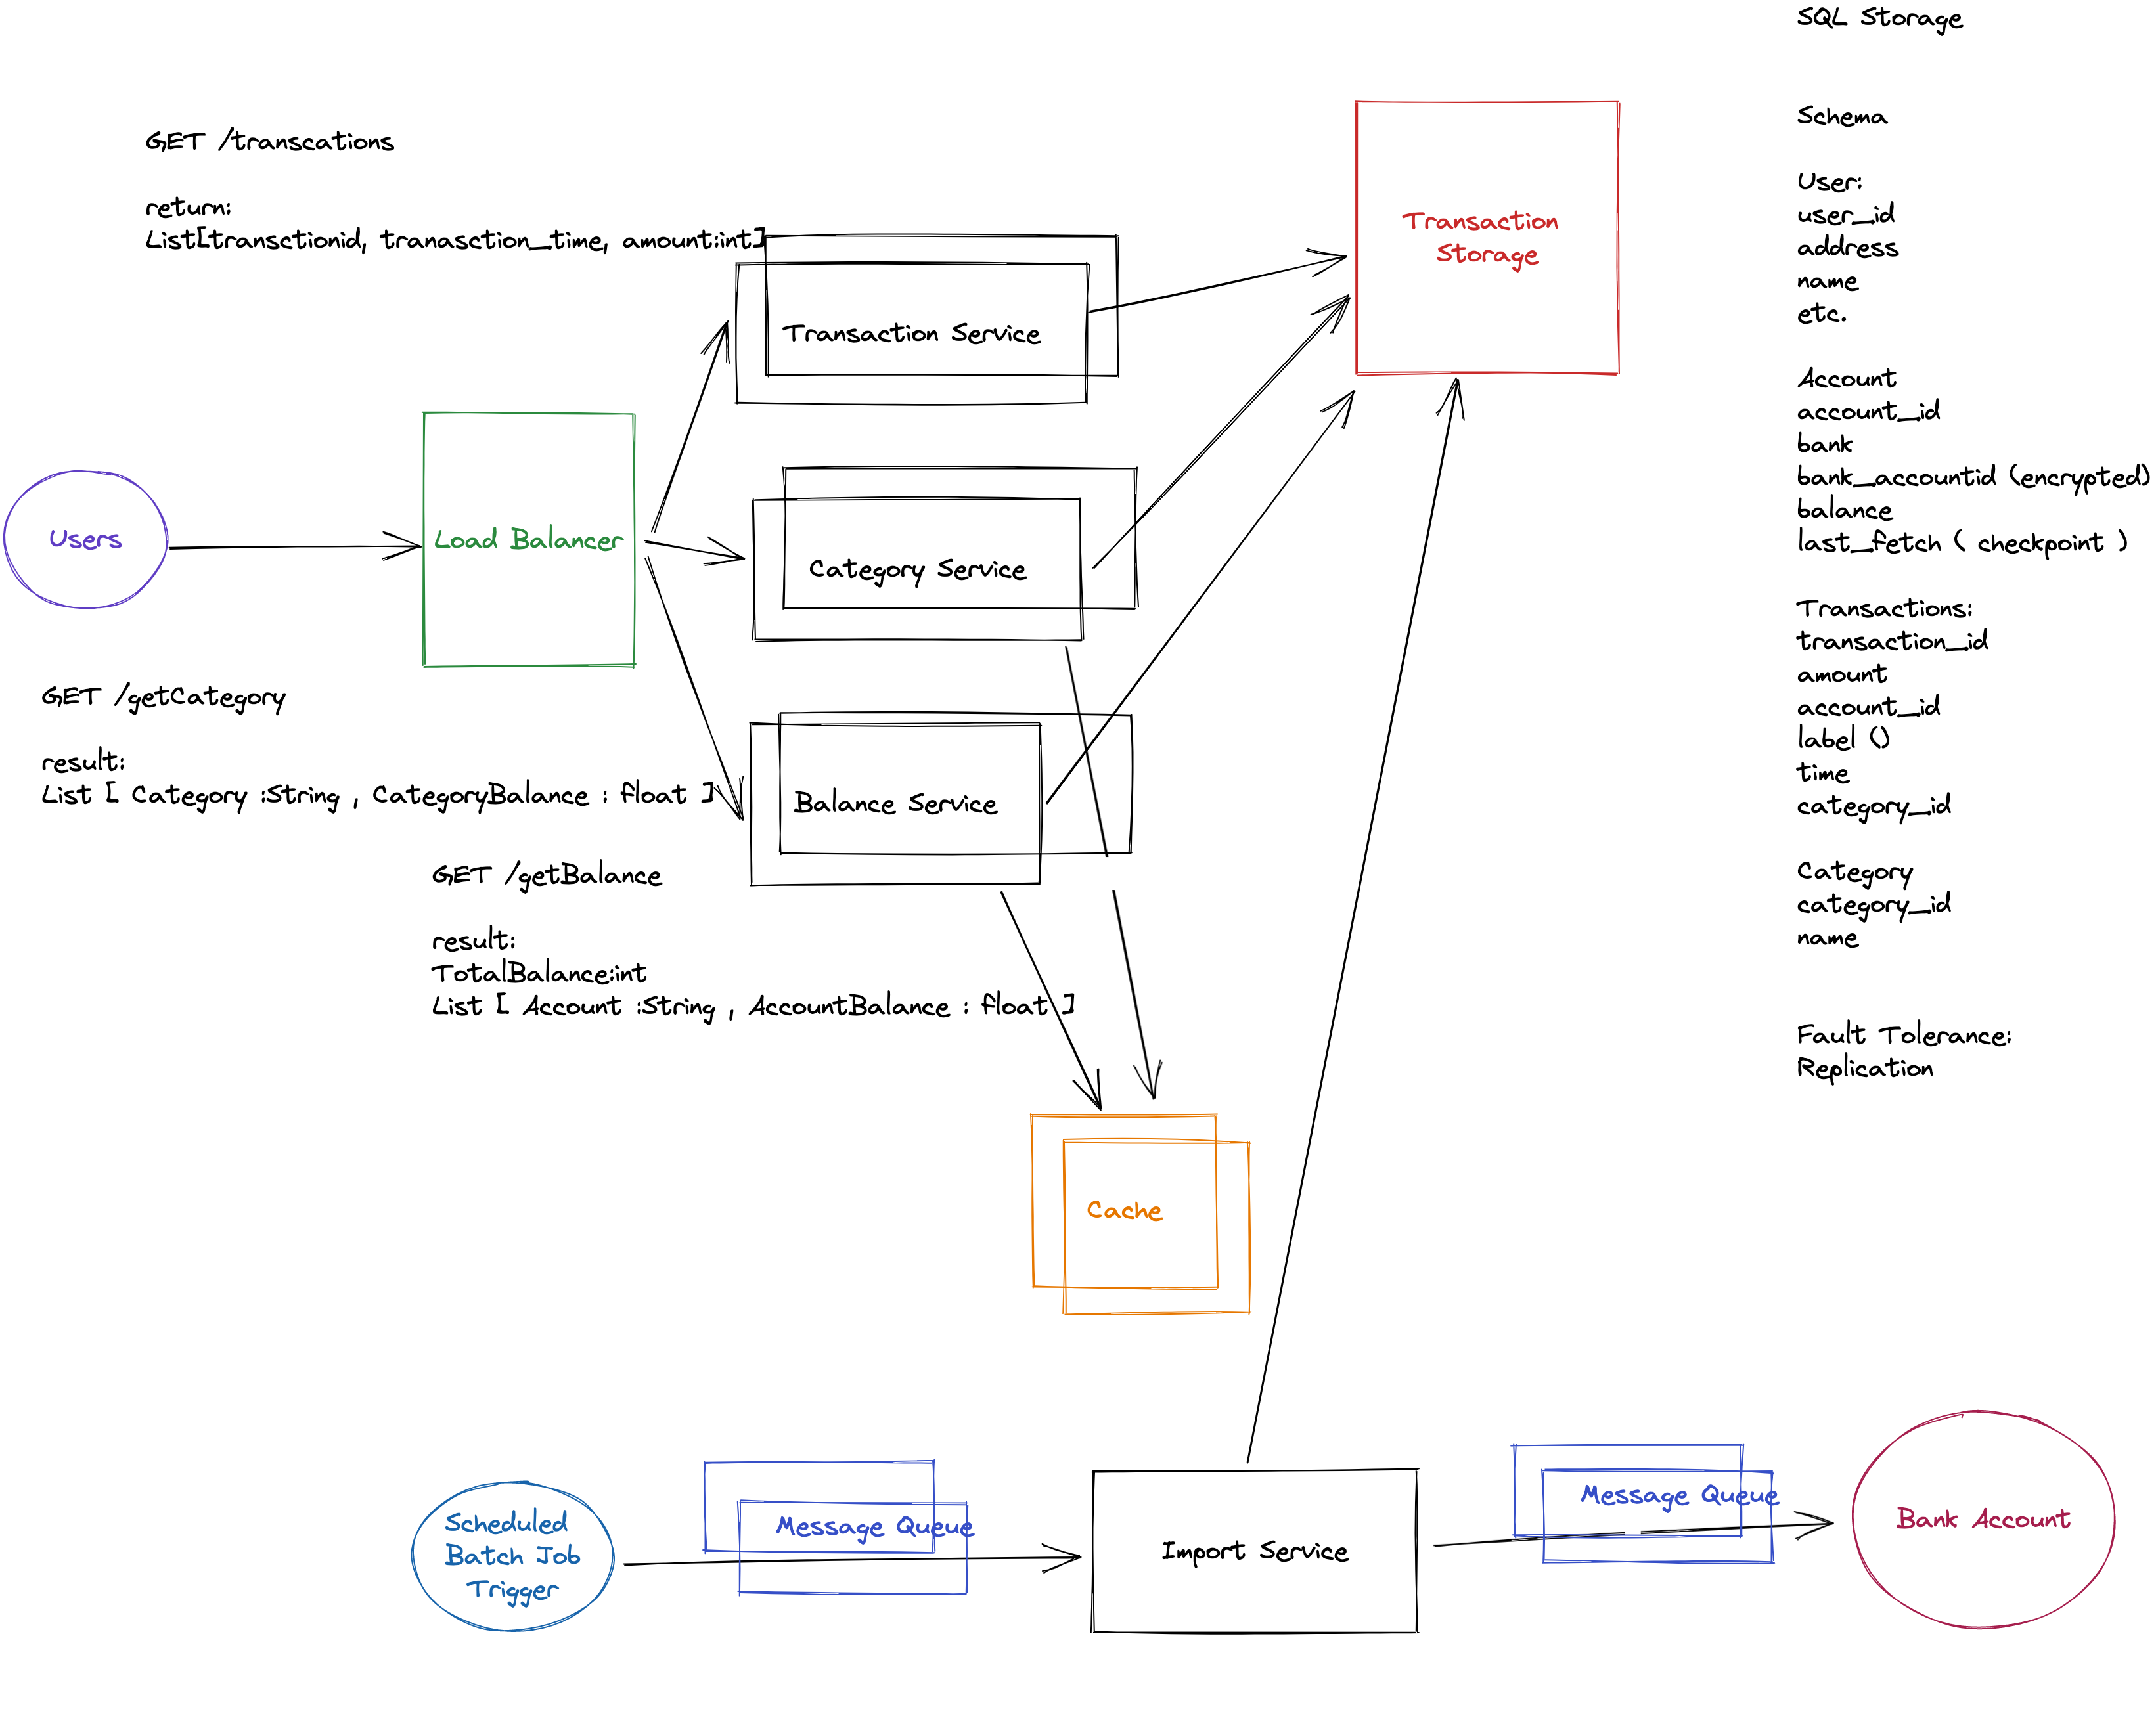 SQL Storage
Schema
User:
user_id
address
name
etc.
Account
account_id
bank
bank_accountid (encrypted)
balance
last_fetch ( checkpoint )
Transactions:
transaction_id
amount
account_id
label ()
time
category_id
Category
category_id
name
Fault Tolerance:
Replication
GET /transcations
return:
List[transctionid, tranasction_time, amount:int]
Transaction
Storage
Transaction Service
Users
Load Balancer
Category Service
GET /getCategory
result:
List [ Category :String , CategoryBalance : float ]
Balance Service
GET /getBalance
result:
TotalBalance:int
List [ Account :String , AccountBalance : float ]
Cache
Scheduled
Batch Job
Trigger
Message Queue
Import Service
Message Queue
Bank Account